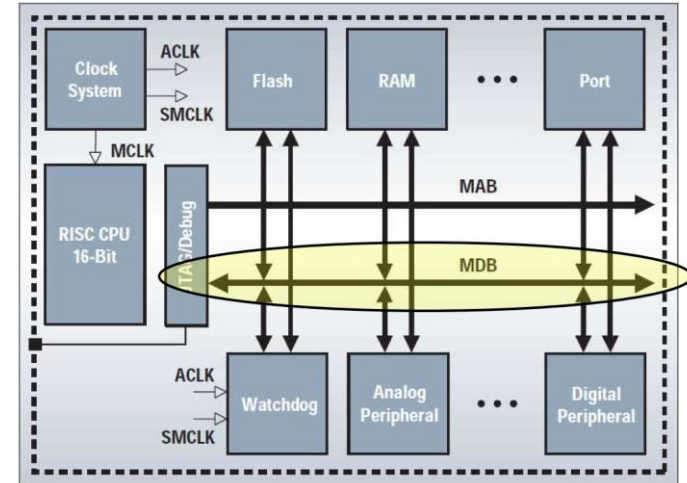 Clock
System
ACLK
SMCLK
MCLK
Flash
RAM
Port
RISC CPU
16-Bit
JTAG/Debug
MAB
MDB
ACLK
SMCLK
Watchdog
Analog
Peripheral
Digital
Peripheral